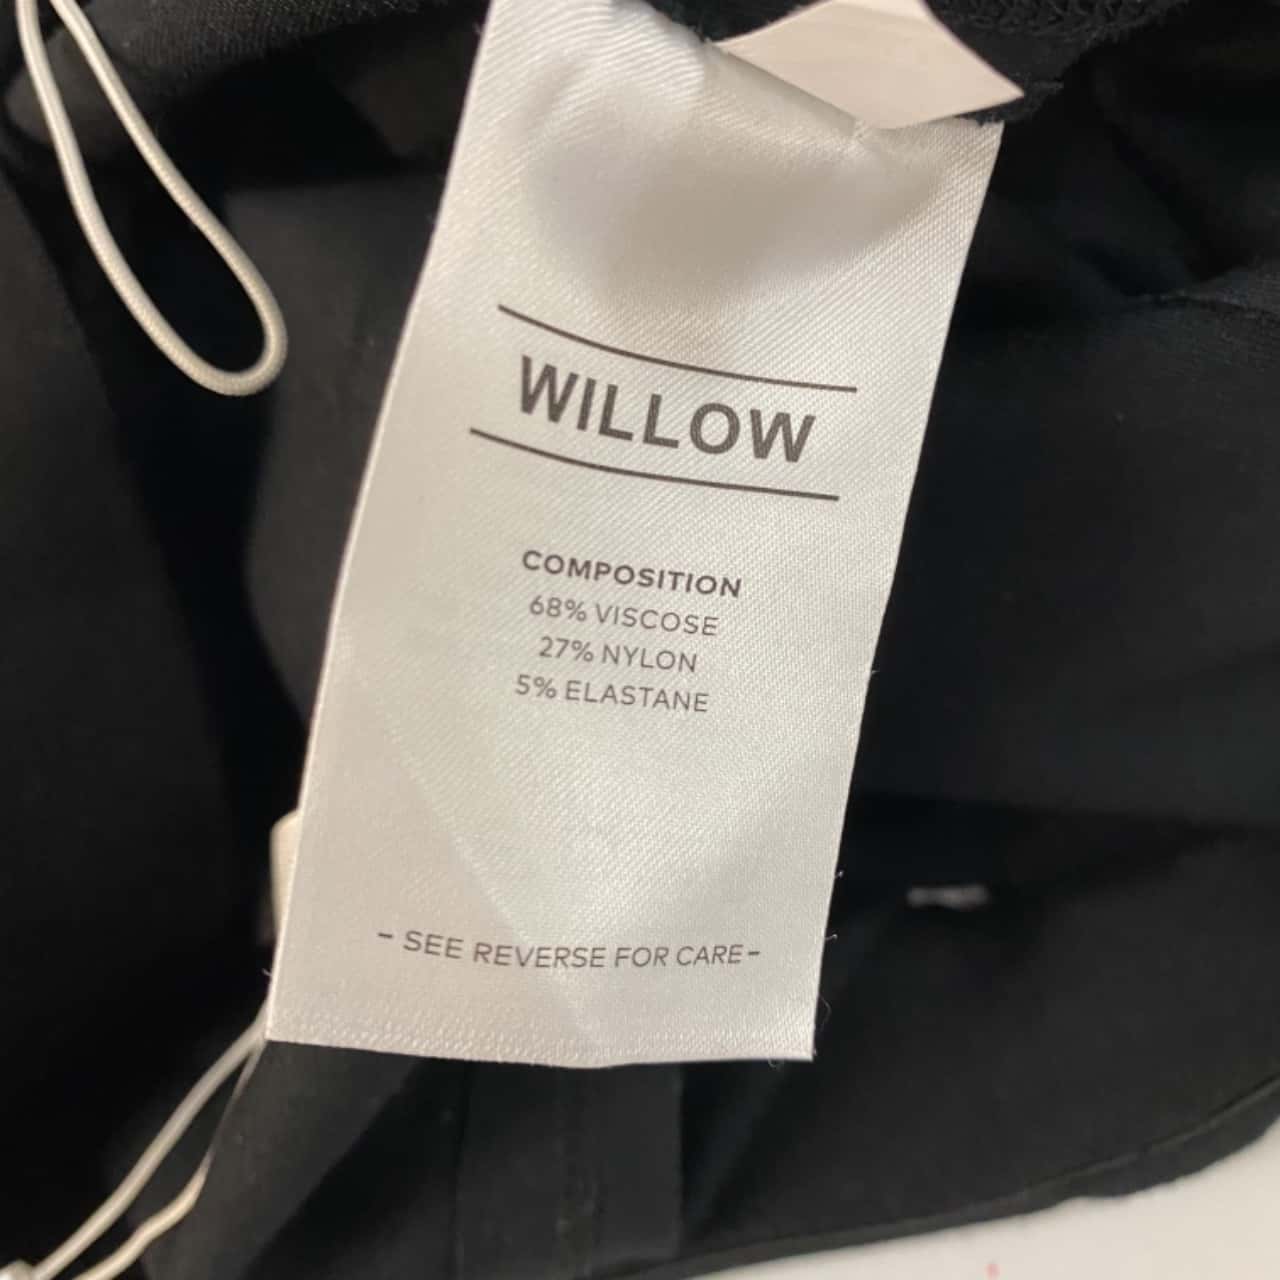 WILLOW
COMPOSITION
68% VISCOSE
27% NYLON
5% ELASTANE
- SEE REVERSE FOR CARE -